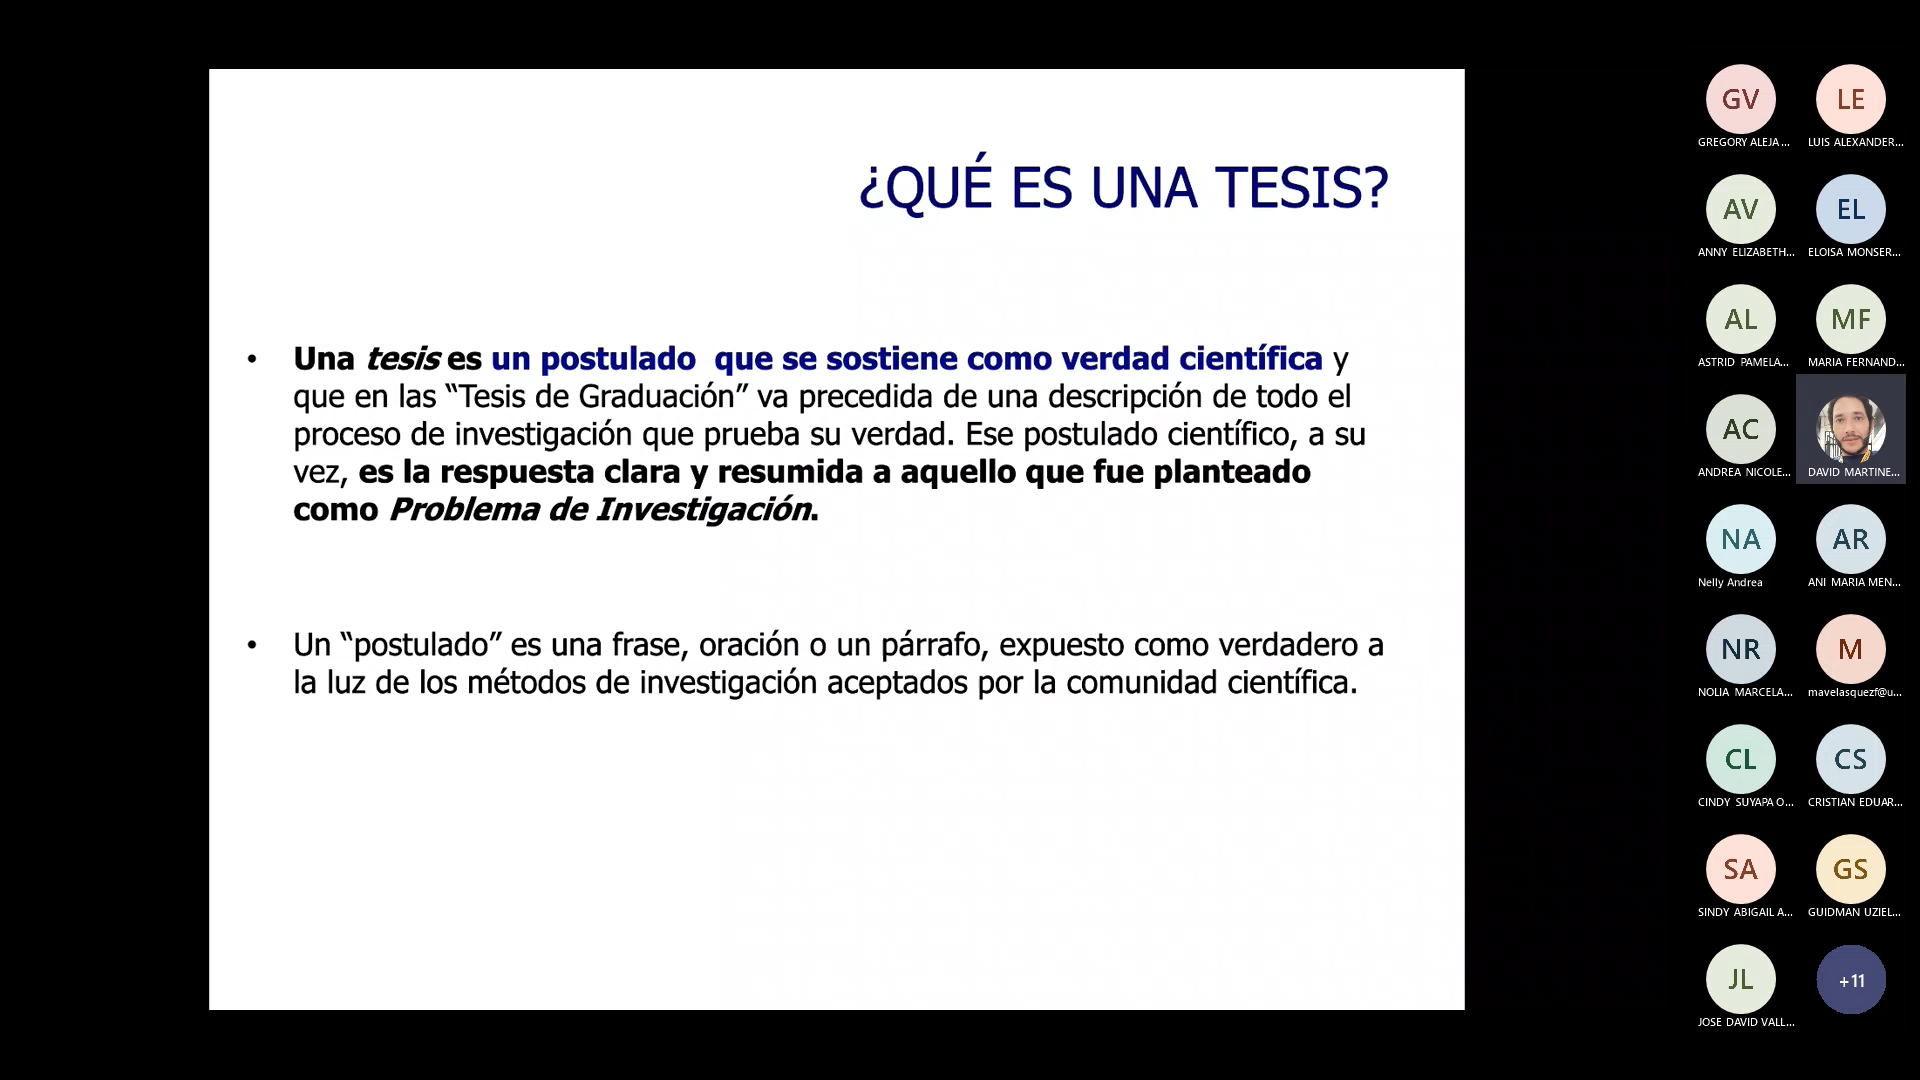 ¿QUÉ ES UNA TESIS?
• Una tesis es un postulado que se sostiene como verdad científica y
que en las “Tesis de Graduación” va precedida de una descripción de todo el
proceso de investigación que prueba su verdad. Ese postulado científico, a su
vez, es la respuesta clara y resumida a aquello que fue planteado
como Problema de Investigación.
• Un “postulado” es una frase, oración o un párrafo, expuesto como verdadero a
la luz de los métodos de investigación aceptados por la comunidad científica.
GV
GREGORY ALEJA...
LE
LUIS ALEXANDER...
AV
ANNY ELIZABETH...
EL
ELOISA MONSER...
AL
ASTRID PAMELA...
MF
MARIA FERNAND...
AC
ANDREA NICOLE...
DAVID MARTINE...
NA
Nelly Andrea
AR
ANI MARIA MEN...
NR
NOLIA MARCELA...
M
mavelasquezf@u...
CL
CINDY SUYAPA O...
CS
CRISTIAN EDUAR...
SA
SINDY ABIGAIL A...
GS
GUIDMAN UZIEL...
JL
JOSE DAVID VALL...
+11